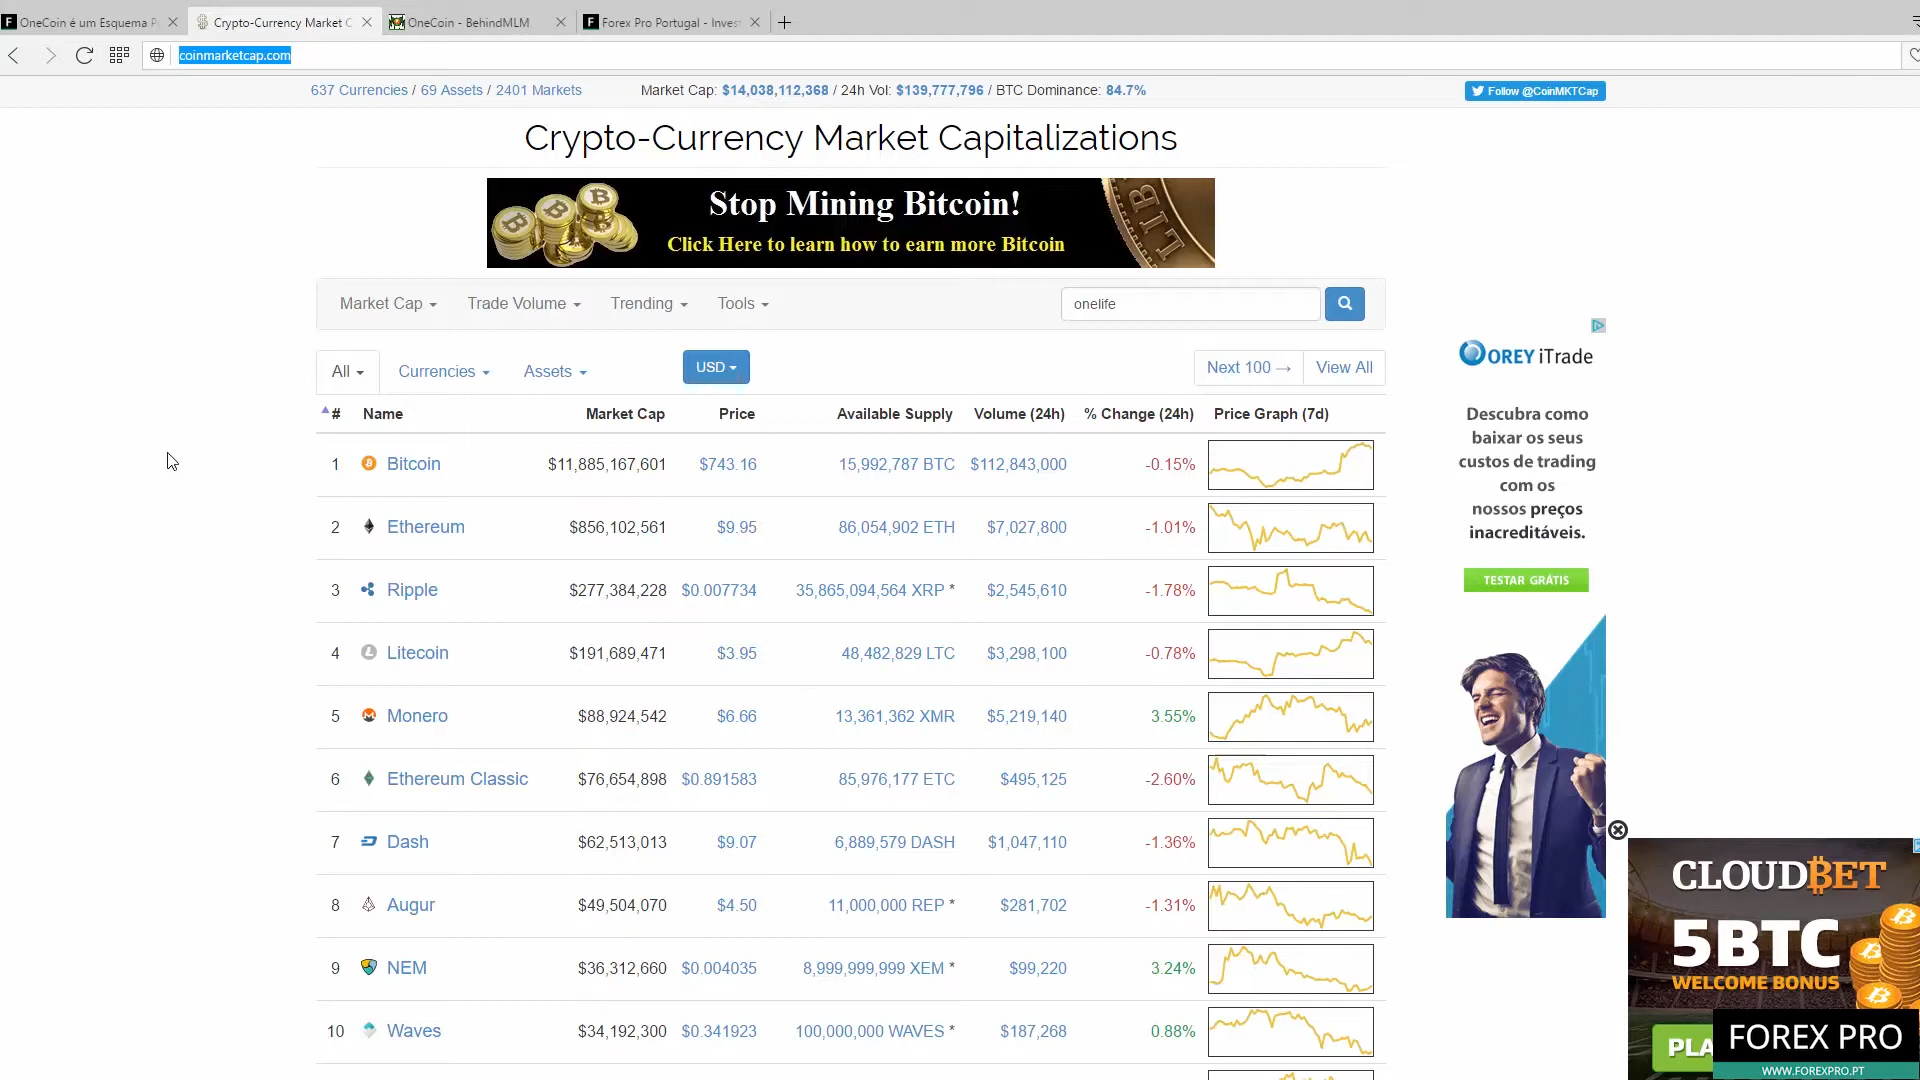 OneCoin é um Esquema P
Crypto-Currency Market C
OneCoin - BehindMLM
Forex Pro Portugal - Invest
coinmarketcap.com
637 Currencies / 69 Assets / 2401 Markets
Market Cap: $14,038,112,368 / 24h Vol: $139,777,796 / BTC Dominance: 84.7%
Follow @CoinMKTCap
Crypto-Currency Market Capitalizations
Stop Mining Bitcoin!
Click Here to learn how to earn more Bitcoin
Market Cap Trade Volume Trending Tools
onelife
All Currencies Assets USD Next 100 → View All
# Name Market Cap Price Available Supply Volume (24h) % Change (24h) Price Graph (7d)
1 Bitcoin $11,885,167,601 $743.16 15,992,787 BTC $112,843,000 -0.15%
2 Ethereum $856,102,561 $9.95 86,054,902 ETH $7,027,800 -1.01%
3 Ripple $277,384,228 $0.007734 35,865,094,564 XRP * $2,545,610 -1.78%
4 Litecoin $191,689,471 $3.95 48,482,829 LTC $3,298,100 -0.78%
5 Monero $88,924,542 $6.66 13,361,362 XMR $5,219,140 3.55%
6 Ethereum Classic $76,654,898 $0.891583 85,976,177 ETC $495,125 -2.60%
7 Dash $62,513,013 $9.07 6,889,579 DASH $1,047,110 -1.36%
8 Augur $49,504,070 $4.50 11,000,000 REP * $281,702 -1.31%
9 NEM $36,312,660 $0.004035 8,999,999,999 XEM * $99,220 3.24%
10 Waves $34,192,300 $0.341923 100,000,000 WAVES * $187,268 0.88%
OREY iTrade
Descubra como
baixar os seus
custos de trading
com os
nossos preços
inacreditáveis.
TESTAR GRÁTIS
CLOUDBET
5BTC
WELCOME BONUS
PLA
FOREX PRO
WWW.FOREXPRO.PT